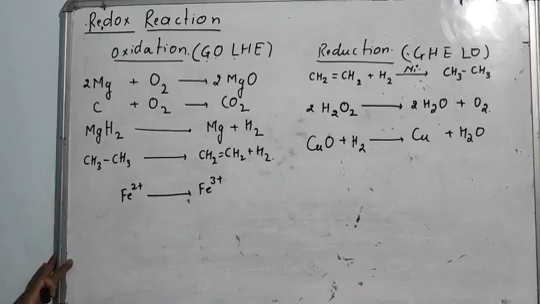 Redox Reaction
Oxidation (GO LHE)
2Mg + O₂ → 2MgO
C + O₂ → CO₂
MgH₂ → Mg + H₂
CH₃-CH₃ → CH₂=CH₂ + H₂.
Fe²⁺ → Fe³⁺
Reduction (GHE LO)
CH₂=CH₂ + H₂ Ni → CH₃-CH₃
2H₂O₂ → 2H₂O + O₂
CuO + H₂ → Cu + H₂O